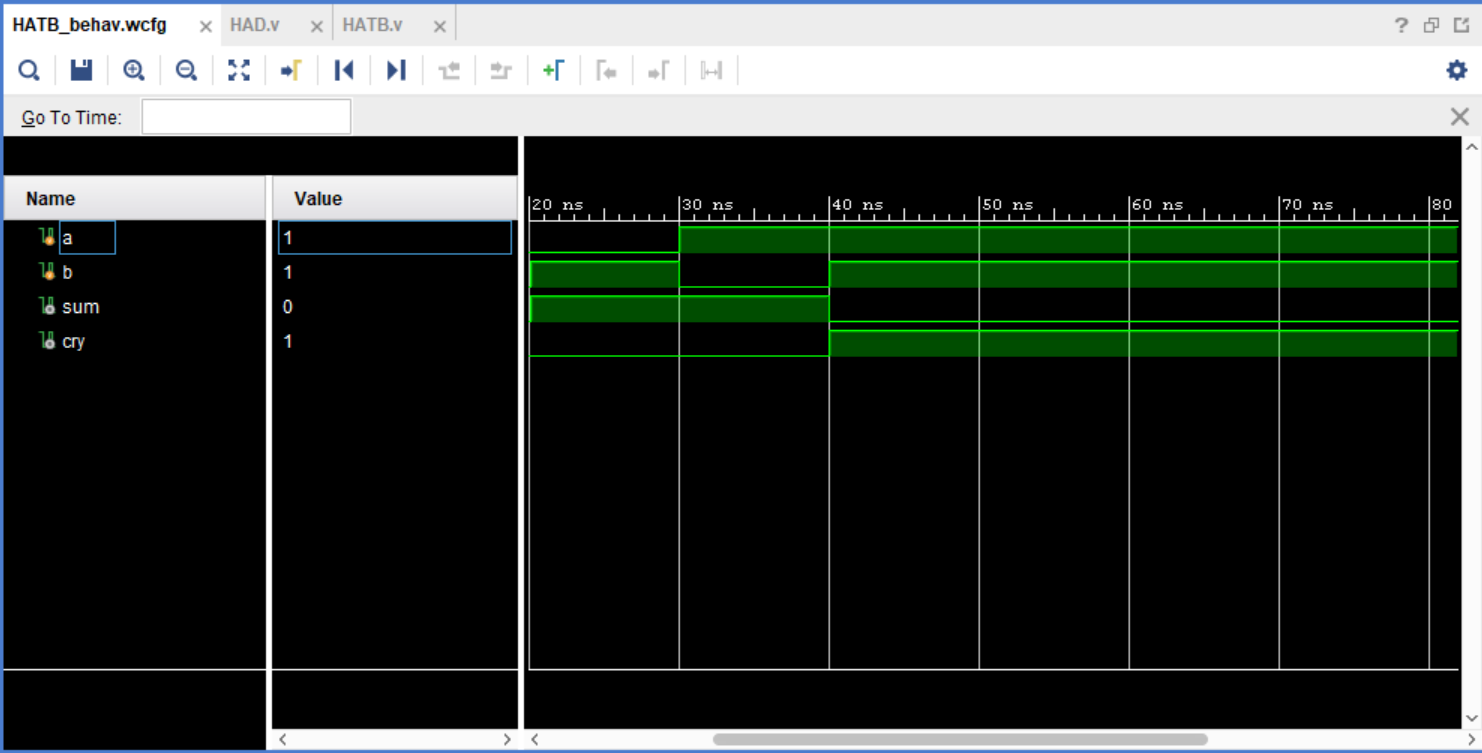 HATB_behav.wcfg × HAD.v × HATB.v × ?
Go To Time:
Name Value
20 ns 30 ns 40 ns 50 ns 60 ns 70 ns 80
a 1
b 1
sum 0
cry 1